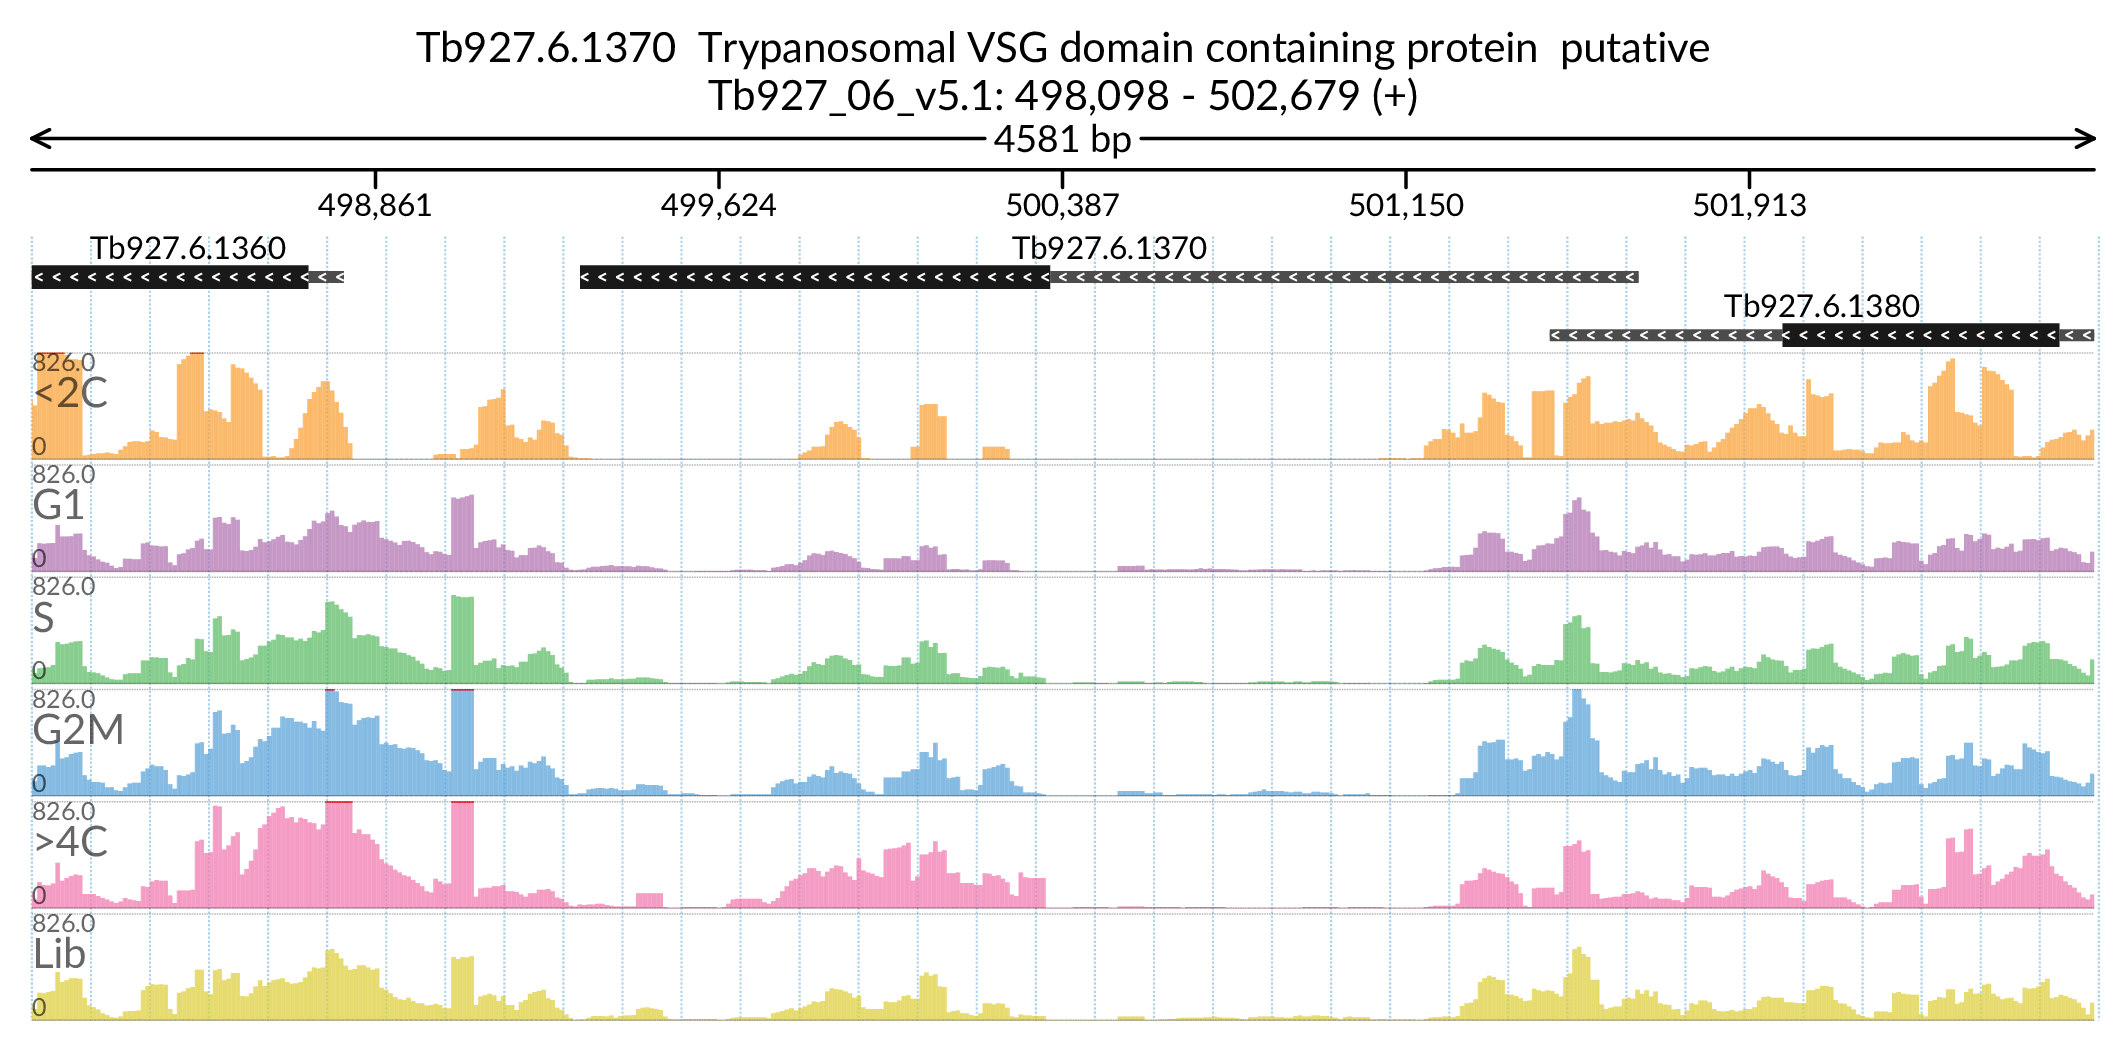 Tb927.6.1370  Trypanosomal VSG domain containing protein  putative
Tb927_06_v5.1: 498,098 - 502,679 (+)
4581 bp
498,861 499,624 500,387 501,150 501,913
Tb927.6.1360 Tb927.6.1370
Tb927.6.1380
826.0
<2C
0
826.0
G1
0
826.0
S
0
826.0
G2M
0
826.0
>4C
0
826.0
Lib
0